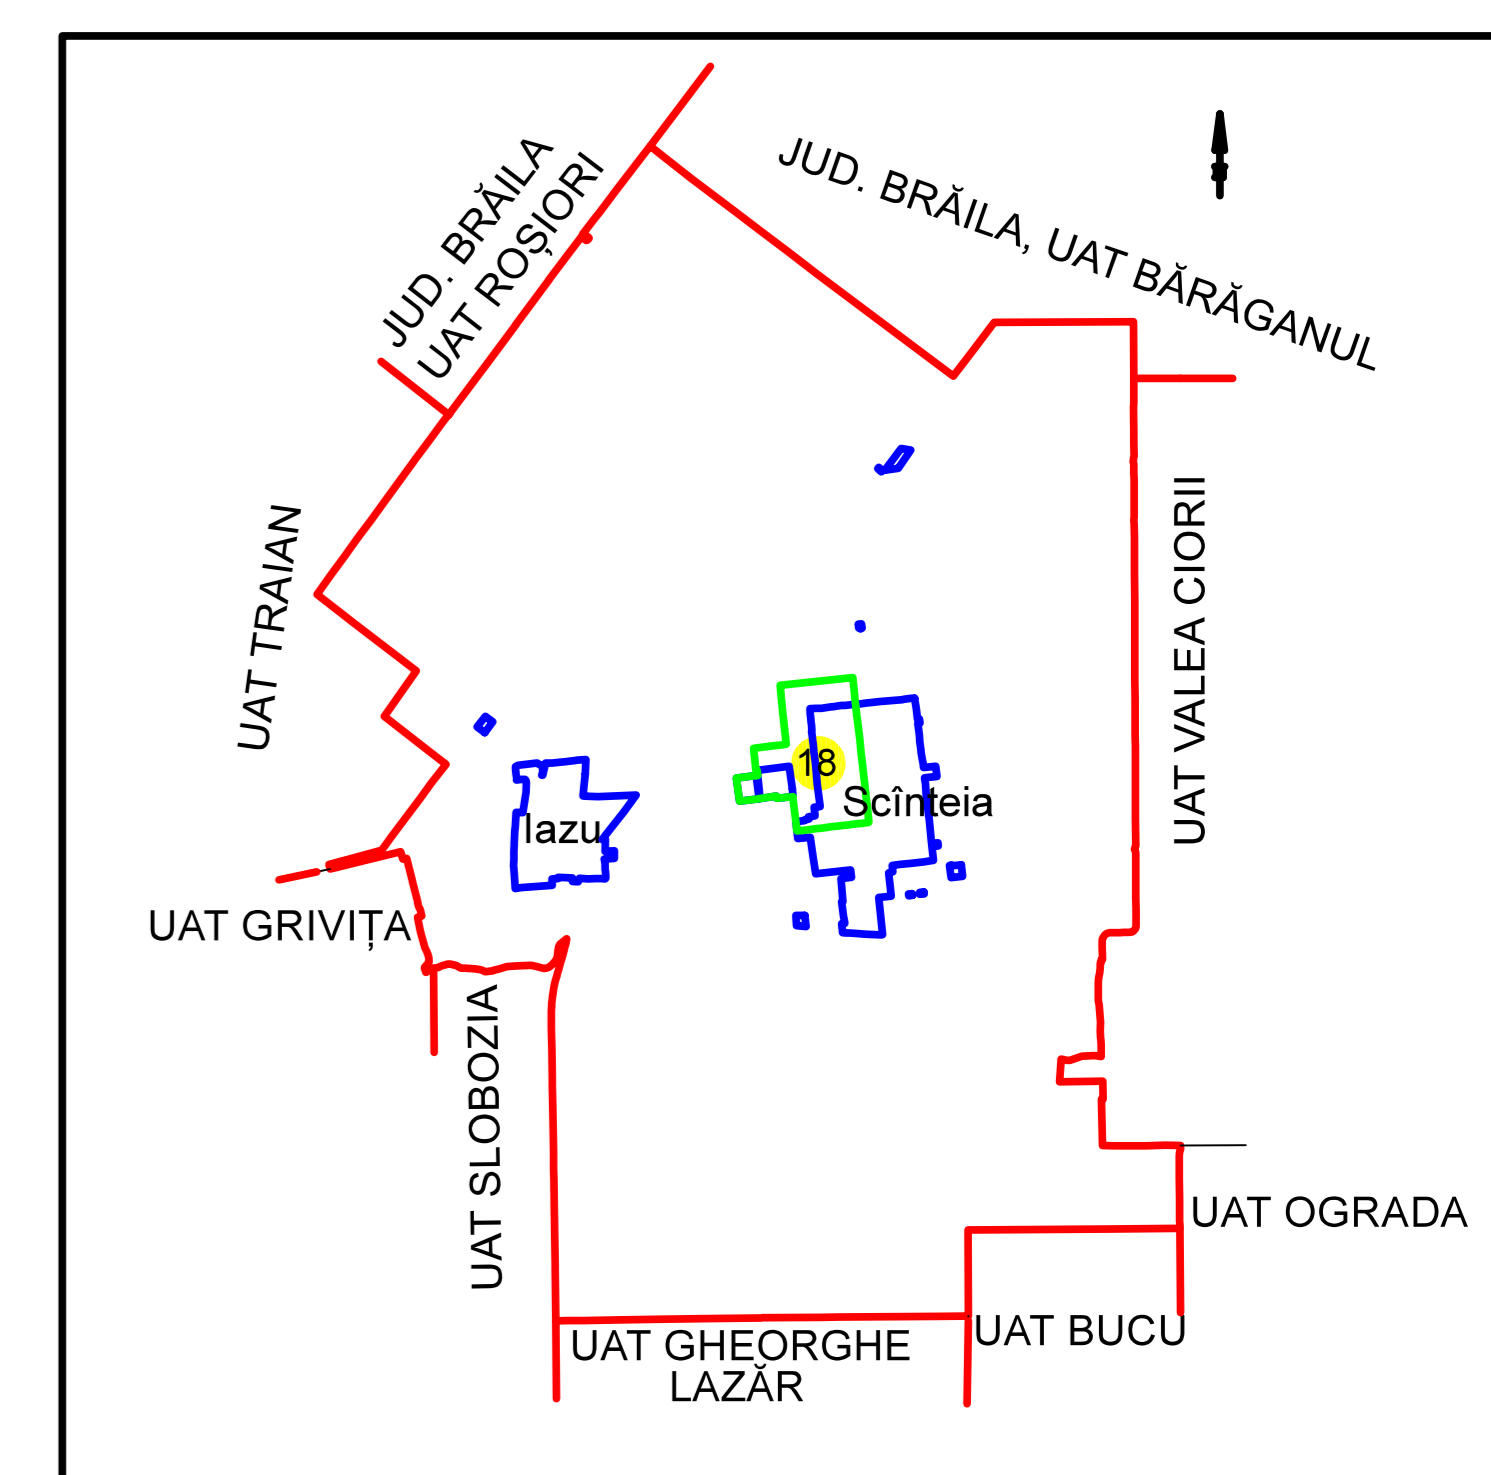 JUD. BRĂILA
UAT ROȘIORI
JUD. BRĂILA, UAT BĂRĂGANUL
UAT TRAIAN
UAT VALEA CIORII
18
Scînteia
Iazu
UAT GRIVIȚA
UAT SLOBOZIA
UAT OGRADA
UAT BUCU
UAT GHEORGHE
LAZĂR